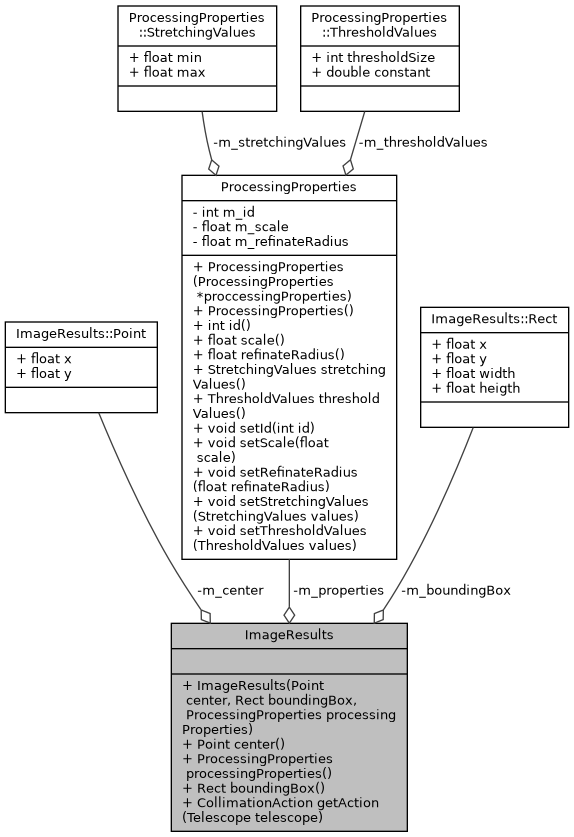 ProcessingProperties
::StretchingValues
+ float min
+ float max
ProcessingProperties
::ThresholdValues
+ int thresholdSize
+ double constant
-m_stretchingValues
-m_thresholdValues
ProcessingProperties
- int m_id
- float m_scale
- float m_refinateRadius
+ ProcessingProperties
(ProcessingProperties
*proccessingProperties)
+ ProcessingProperties()
+ int id()
+ float scale()
+ float refinateRadius()
+ StretchingValues stretching
Values()
+ ThresholdValues threshold
Values()
+ void setId(int id)
+ void setScale(float
scale)
+ void setRefinateRadius
(float refinateRadius)
+ void setStretchingValues
(StretchingValues values)
+ void setThresholdValues
(ThresholdValues values)
ImageResults::Point
+ float x
+ float y
ImageResults::Rect
+ float x
+ float y
+ float width
+ float heigth
-m_center
-m_properties
-m_boundingBox
ImageResults
+ ImageResults(Point
center, Rect boundingBox,
ProcessingProperties processing
Properties)
+ Point center()
+ ProcessingProperties
processingProperties()
+ Rect boundingBox()
+ CollimationAction getAction
(Telescope telescope)